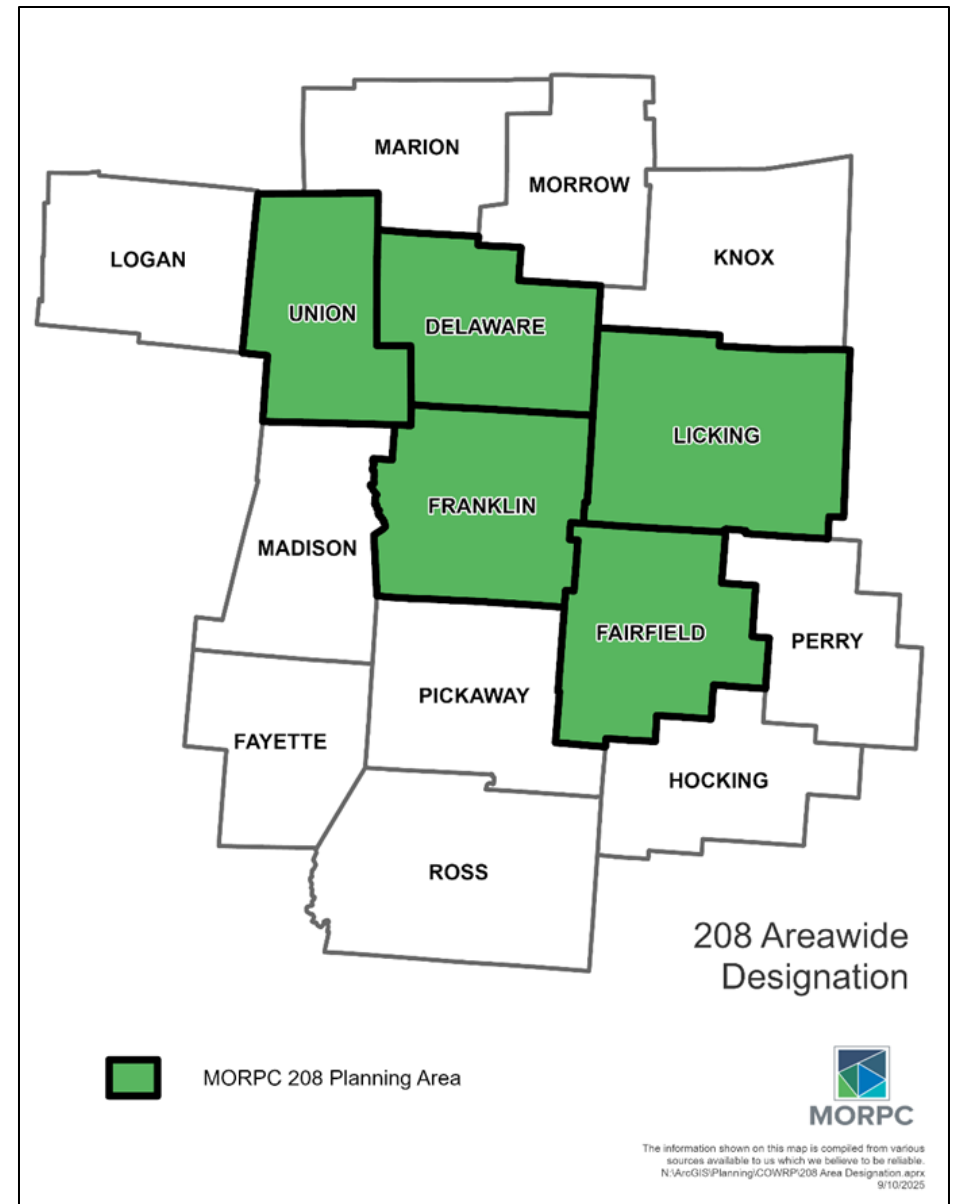 MARION
MORROW
LOGAN
KNOX
UNION
DELAWARE
LICKING
FRANKLIN
MADISON
FAIRFIELD
PERRY
PICKAWAY
FAYETTE
HOCKING
ROSS
208 Areawide
Designation
MORPC 208 Planning Area
MORPC
The information shown on this map is compiled from various
sources available to us which we believe to be reliable.
N:\ArcGIS\Planning\COWRP\208 Area Designation.aprx
9/10/2025